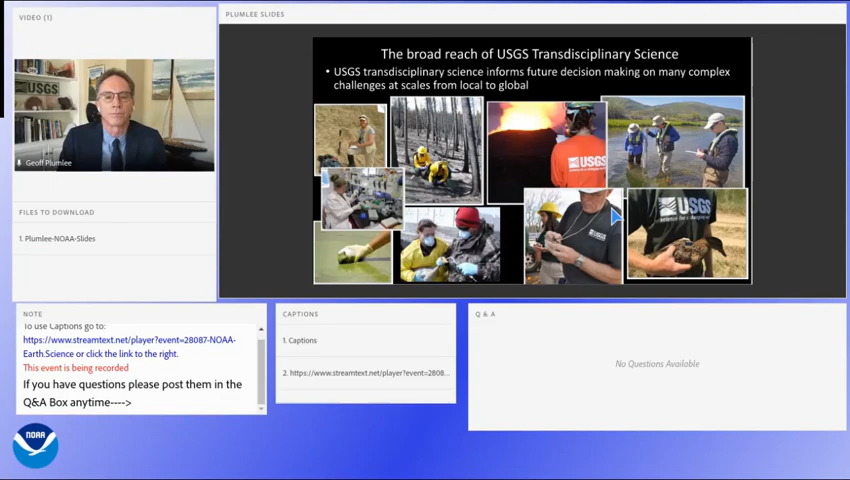 VIDEO (1)
USGS
Geoff Plumlee
FILES TO DOWNLOAD
1. Plumlee-NOAA-Slides
PLUMLEE SLIDES
The broad reach of USGS Transdisciplinary Science
• USGS transdisciplinary science informs future decision making on many complex
challenges at scales from local to global
USGS
USGS
NOTE
To use Captions go to:
https://www.streamtext.net/player?event=28087-NOAA-
Earth.Science or click the link to the right.
This event is being recorded
If you have questions please post them in the
Q&A Box anytime---->
CAPTIONS
1. Captions
2. https://www.streamtext.net/player?event=2808...
Q & A
No Questions Available
NOAA